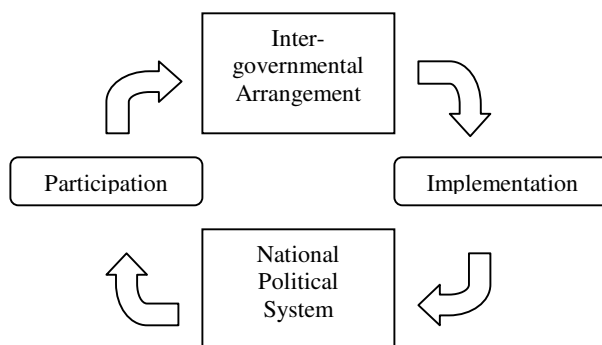 Inter-
governmental
Arrangement
Participation
Implementation
National
Political
System